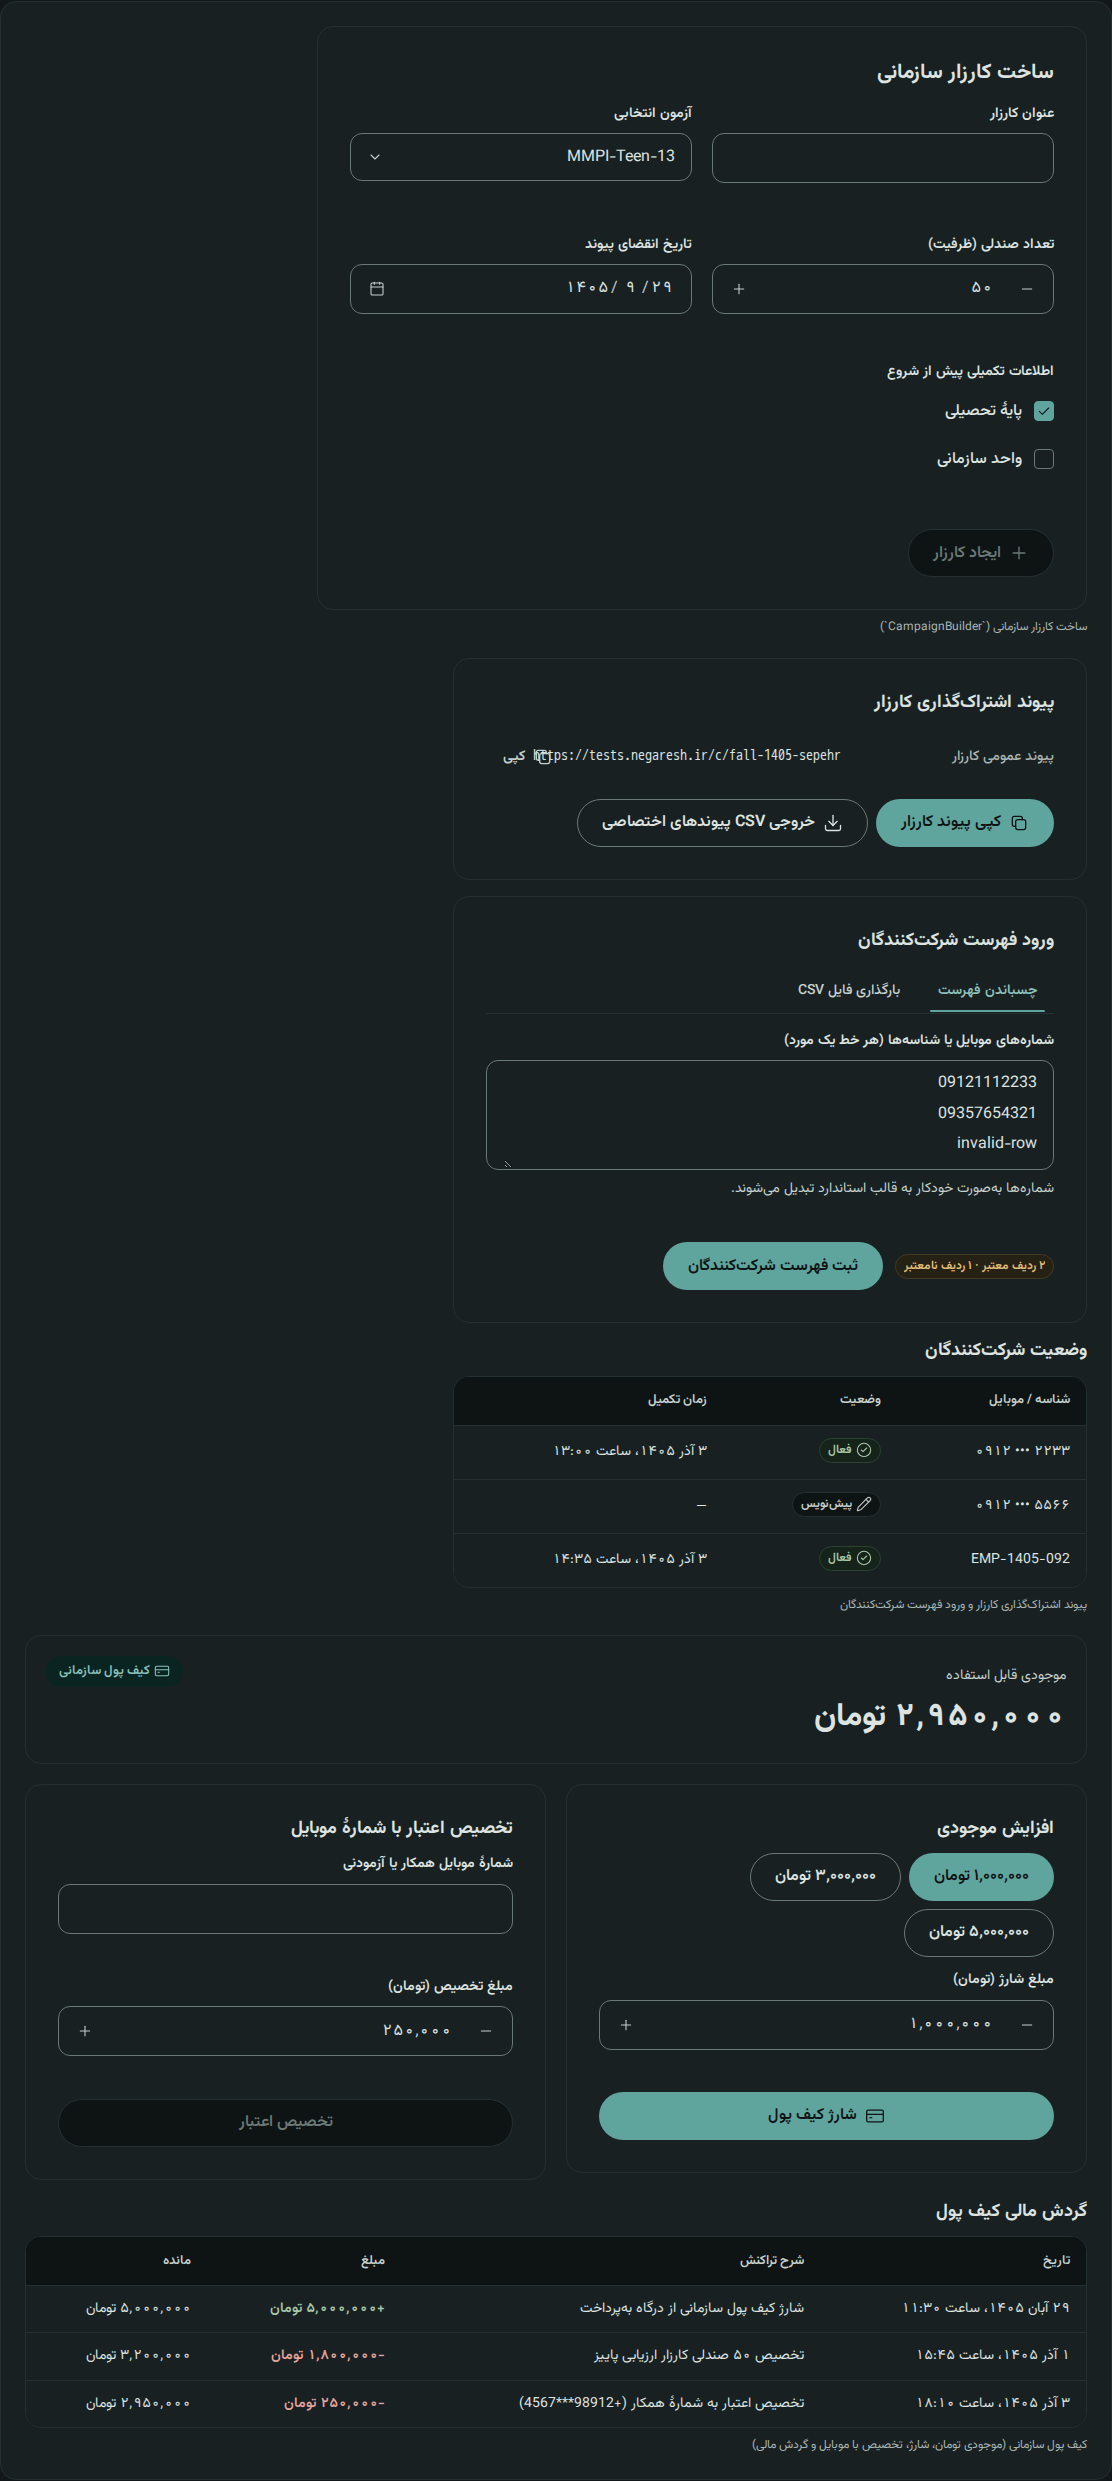 ساخت کارزار سازمانی
عنوان کارزار
آزمون انتخابی
MMPI-Teen-13
تعداد صندلی (ظرفیت)
تاریخ انقضای پیوند
۵۰
۱۴۰۵/ ۹ /۲۹
اطلاعات تکمیلی پیش از شروع
پایهٔ تحصیلی
واحد سازمانی
ایجاد کارزار
ساخت کارزار سازمانی (`CampaignBuilder`)
پیوند اشتراک‌گذاری کارزار
پیوند عمومی کارزار
https://tests.negaresh.ir/c/fall-1405-sepehr
کپی
کپی پیوند کارزار
خروجی CSV پیوندهای اختصاصی
ورود فهرست شرکت‌کنندگان
چسباندن فهرست
بارگذاری فایل CSV
شماره‌های موبایل یا شناسه‌ها (هر خط یک مورد)
09121112233
09357654321
invalid-row
شماره‌ها به‌صورت خودکار به قالب استاندارد تبدیل می‌شوند.
۲ ردیف معتبر · ۱ ردیف نامعتبر
ثبت فهرست شرکت‌کنندگان
وضعیت شرکت‌کنندگان
شناسه / موبایل وضعیت زمان تکمیل
۰۹۱۲ ••• ۲۲۳۳ فعال ۳ آذر ۱۴۰۵، ساعت ۱۳:۰۰
۰۹۱۲ ••• ۵۵۶۶ پیش‌نویس —
EMP-1405-092 فعال ۳ آذر ۱۴۰۵، ساعت ۱۴:۳۵
پیوند اشتراک‌گذاری کارزار و ورود فهرست شرکت‌کنندگان
موجودی قابل استفاده
کیف پول سازمانی
۲,۹۵۰,۰۰۰ تومان
افزایش موجودی
۱,۰۰۰,۰۰۰ تومان
۳,۰۰۰,۰۰۰ تومان
۵,۰۰۰,۰۰۰ تومان
مبلغ شارژ (تومان)
۱,۰۰۰,۰۰۰
شارژ کیف پول
تخصیص اعتبار با شمارهٔ موبایل
شمارهٔ موبایل همکار یا آزمودنی
مبلغ تخصیص (تومان)
۲۵۰,۰۰۰
تخصیص اعتبار
گردش مالی کیف پول
تاریخ شرح تراکنش مبلغ مانده
۲۹ آبان ۱۴۰۵، ساعت ۱۱:۳۰ شارژ کیف پول سازمانی از درگاه به‌پرداخت +۵,۰۰۰,۰۰۰ تومان ۵,۰۰۰,۰۰۰ تومان
۱ آذر ۱۴۰۵، ساعت ۱۵:۴۵ تخصیص ۵۰ صندلی کارزار ارزیابی پاییز -۱,۸۰۰,۰۰۰ تومان ۳,۲۰۰,۰۰۰ تومان
۳ آذر ۱۴۰۵، ساعت ۱۸:۱۰ تخصیص اعتبار به شمارهٔ همکار (+98912***4567) -۲۵۰,۰۰۰ تومان ۲,۹۵۰,۰۰۰ تومان
کیف پول سازمانی (موجودی تومان، شارژ، تخصیص با موبایل و گردش مالی)